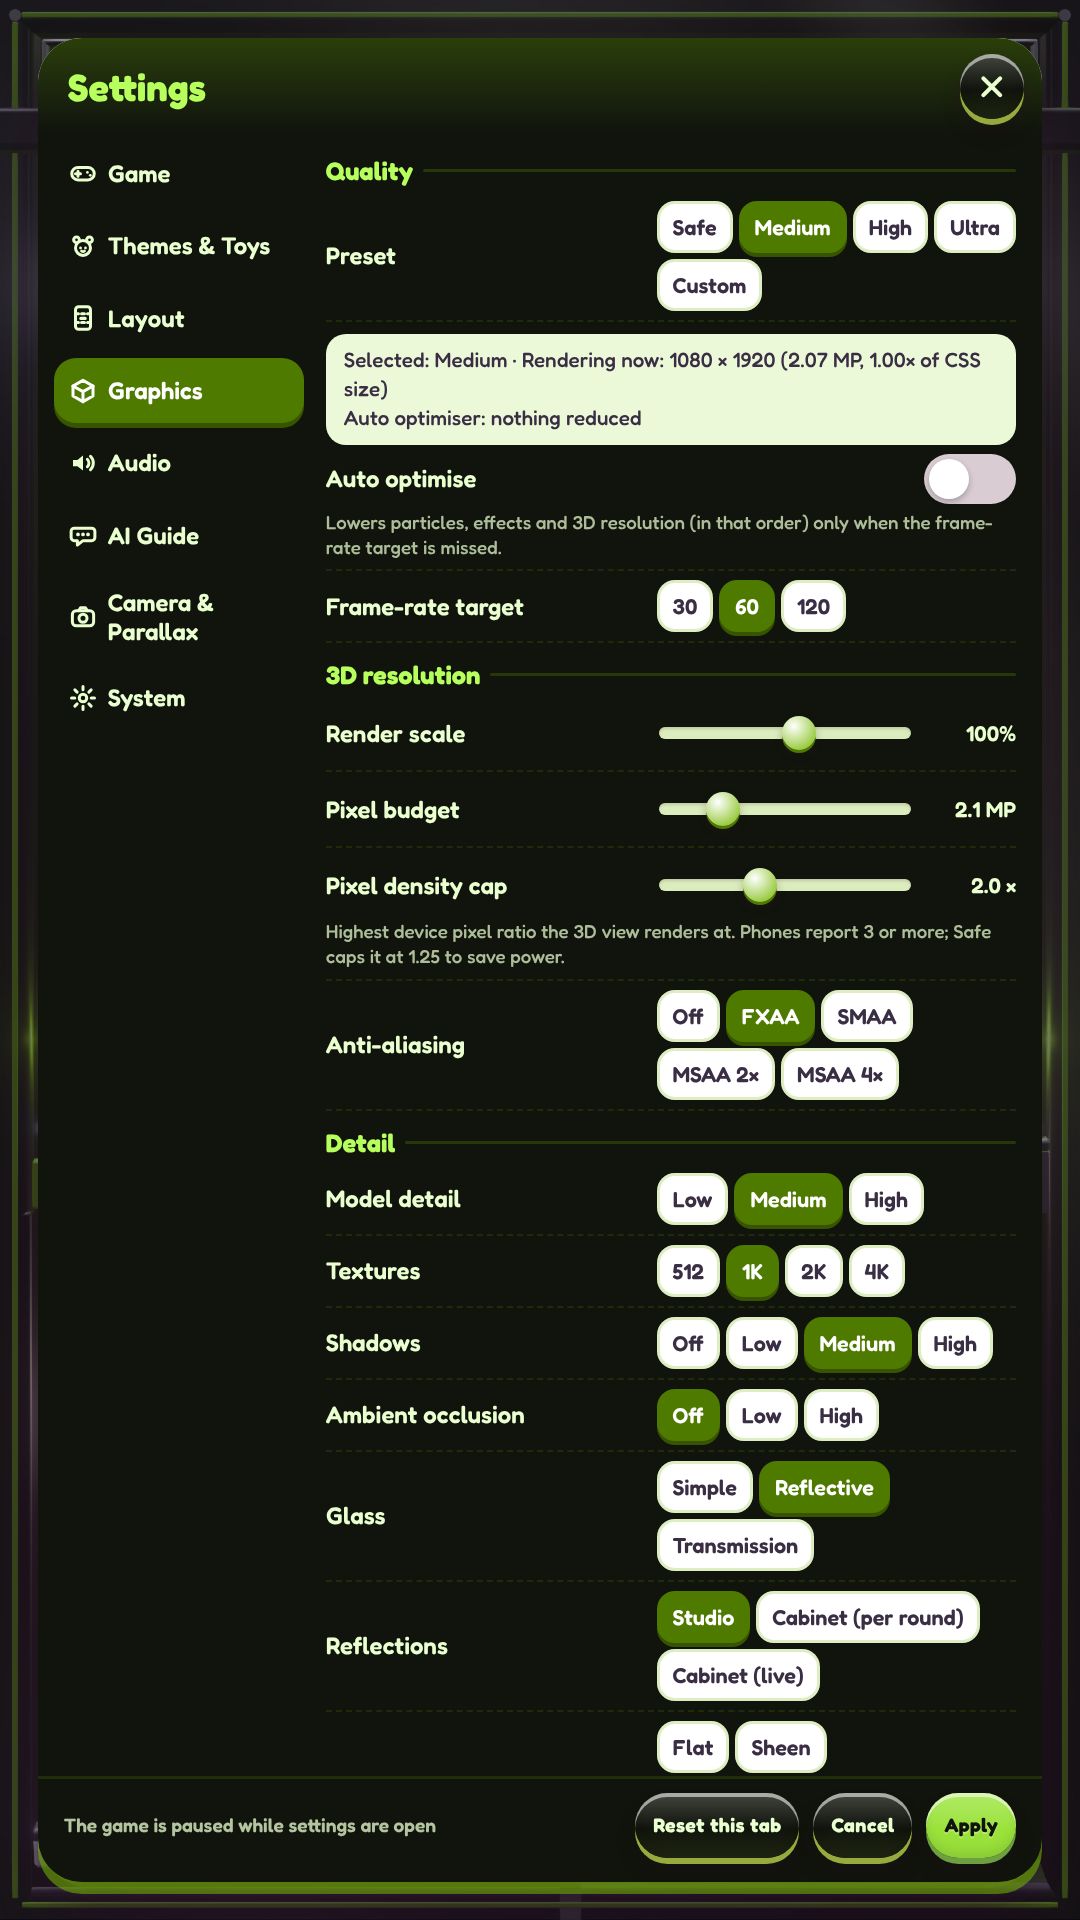 Settings
Game
Themes & Toys
Layout
Graphics
Audio
AI Guide
Camera &
Parallax
System
Quality
Preset
Safe
Medium
High
Ultra
Custom
Selected: Medium · Rendering now: 1080 × 1920 (2.07 MP, 1.00× of CSS
size)
Auto optimiser: nothing reduced
Auto optimise
Lowers particles, effects and 3D resolution (in that order) only when the frame-
rate target is missed.
Frame-rate target
30
60
120
3D resolution
Render scale
100%
Pixel budget
2.1 MP
Pixel density cap
2.0 ×
Highest device pixel ratio the 3D view renders at. Phones report 3 or more; Safe
caps it at 1.25 to save power.
Anti-aliasing
Off
FXAA
SMAA
MSAA 2×
MSAA 4×
Detail
Model detail
Low
Medium
High
Textures
512
1K
2K
4K
Shadows
Off
Low
Medium
High
Ambient occlusion
Off
Low
High
Glass
Simple
Reflective
Transmission
Reflections
Studio
Cabinet (per round)
Cabinet (live)
Flat
Sheen
The game is paused while settings are open
Reset this tab
Cancel
Apply